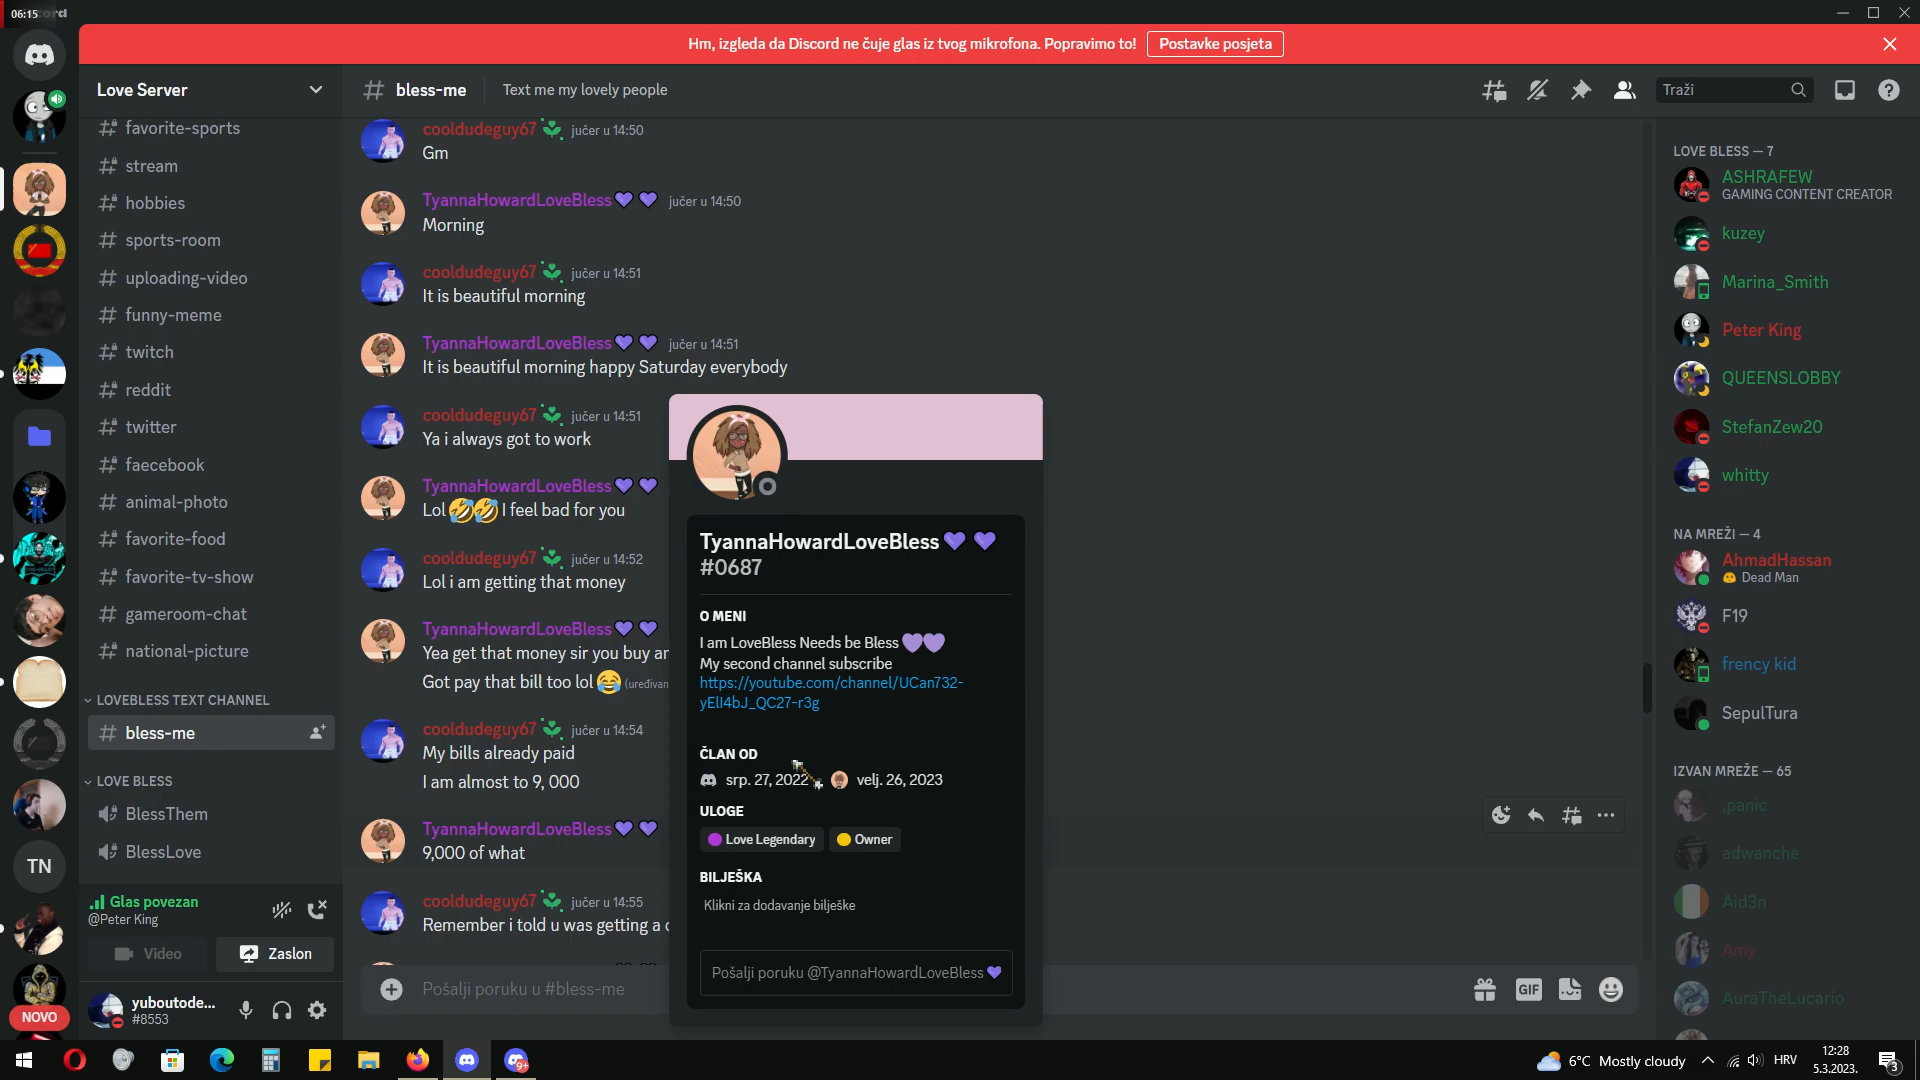 06:15
Hm, izgleda da Discord ne čuje glas iz tvog mikrofona. Popravimo to!
Postavke posjeta
Love Server
bless-me
Text me my lovely people
Traži
favorite-sports
stream
hobbies
sports-room
uploading-video
funny-meme
twitch
reddit
twitter
faecebook
animal-photo
favorite-food
favorite-tv-show
gameroom-chat
national-picture
LOVEBLESS TEXT CHANNEL
bless-me
LOVE BLESS
BlessThem
BlessLove
TN
NOVO
Glas povezan
@Peter King
Video
Zaslon
yuboutode...
#8553
cooldudeguy67 jučer u 14:50
Gm
TyannaHowardLoveBless💜 💜 jučer u 14:50
Morning
cooldudeguy67 jučer u 14:51
It is beautiful morning
TyannaHowardLoveBless💜 💜 jučer u 14:51
It is beautiful morning happy Saturday everybody
cooldudeguy67 jučer u 14:51
Ya i always got to work
TyannaHowardLoveBless💜 💜
Lol 🤣🤣 I feel bad for you
cooldudeguy67 jučer u 14:52
Lol i am getting that money
TyannaHowardLoveBless💜 💜
Yea get that money sir you buy
Got pay that bill too lol 😂 (uređivan
cooldudeguy67 jučer u 14:54
My bills already paid
I am almost to 9, 000
TyannaHowardLoveBless💜 💜
9,000 of what
cooldudeguy67 jučer u 14:55
Remember i told u was getting a
Pošalji poruku u #bless-me
GIF
TyannaHowardLoveBless💜 💜
#0687
O MENI
I am LoveBless Needs be Bless 💜💜
My second channel subscribe
https://youtube.com/channel/UCan732-
yElI4bJ_QC27-r3g
ČLAN OD
srp. 27, 2022 velj. 26, 2023
ULOGE
Love Legendary Owner
BILJEŠKA
Klikni za dodavanje bilješke
Pošalji poruku @TyannaHowardLoveBless💜
LOVE BLESS — 7
ASHRAFEW
GAMING CONTENT CREATOR
kuzey
Marina_Smith
Peter King
QUEENSLOBBY
StefanZew20
whitty
NA MREŽI — 4
AhmadHassan
Dead Man
F19
frency kid
SepulTura
IZVAN MREŽE — 65
adwanche
Aid3n
Amy
AuraTheLucario
9+
6°C Mostly cloudy
HRV
12:28
5.3.2023.
3